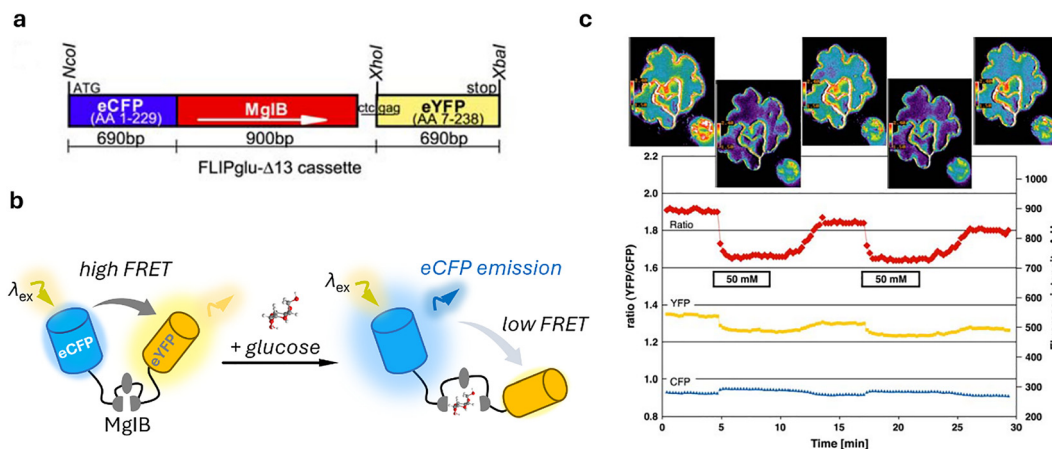 a
NcoI
XhoI
XbaI
ATG
stop
eCFP
(AA 1-229)
MglB
ctc gag
eYFP
(AA 7-238)
690bp
900bp
690bp
FLIPglu-Δ13 cassette
b
high FRET
λex
eCFP
eYFP
MglB
+ glucose
eCFP emission
λex
low FRET
c
2.2
2.0
1.8
1.6
1.4
1.2
1.0
0.8
ratio (YFP/CFP)
Ratio
50 mM
50 mM
YFP
CFP
1000
900
800
700
600
500
400
300
200
0
5
10
15
20
25
30
Time [min]